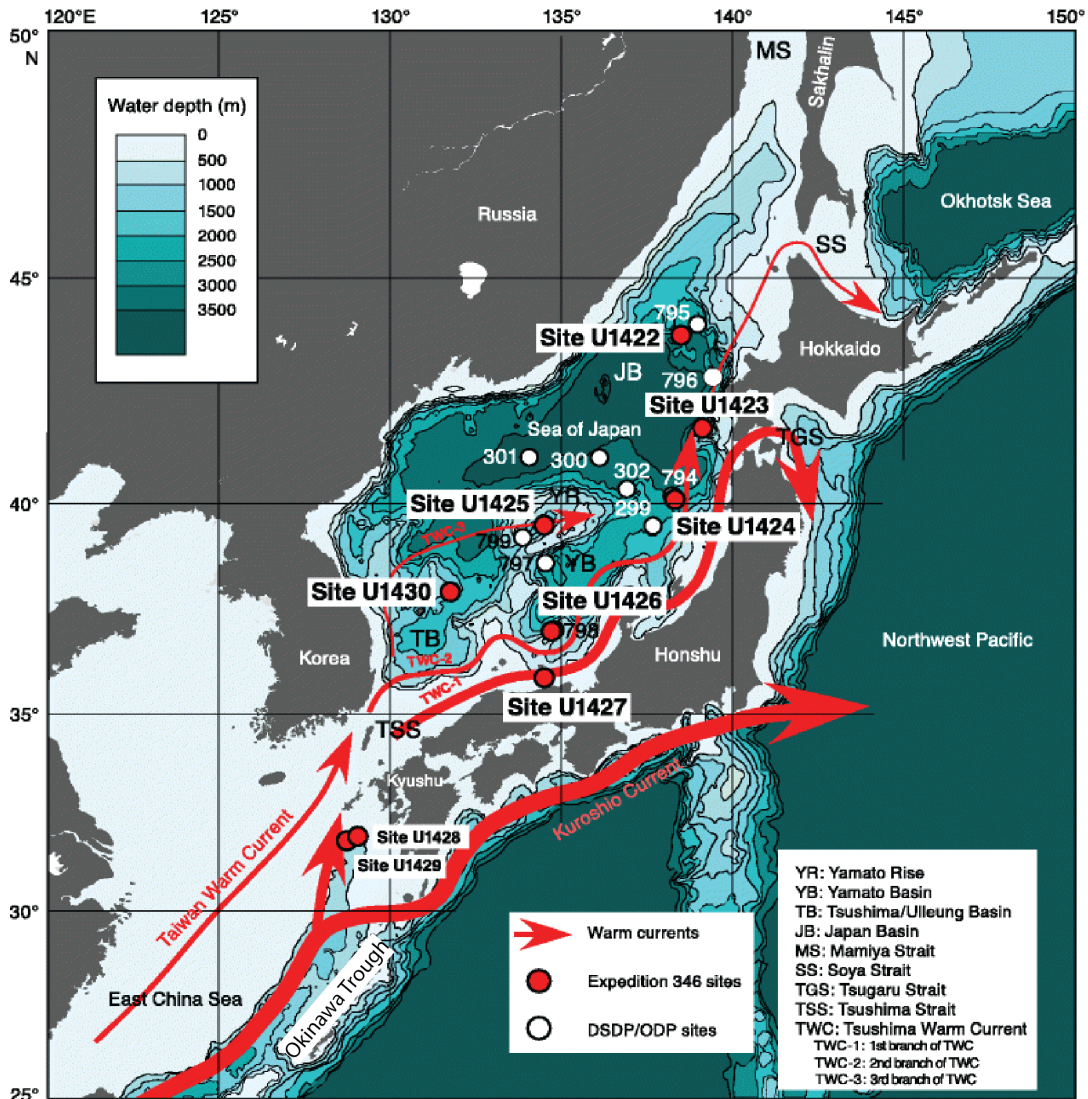 120°E 125° 130° 135° 140° 145° 150°
50°
N
MS
Sakhalin
Water depth (m)
0
500
1000
1500
2000
2500
3000
3500
Russia
Okhotsk Sea
SS
45°
795
Site U1422
Hokkaido
JB
796
Site U1423
Sea of Japan
TGS
301
300
302
794
40°
Site U1425
YB
299
Site U1424
TWC-3
799
797
YB
Site U1430
Site U1426
TB
798
Northwest Pacific
Korea
TWC-2
Honshu
TWC-1
Site U1427
35°
TSS
Kyushu
Kuroshio Current
Taiwan Warm Current
Site U1428
Site U1429
30°
East China Sea
Okinawa Trough
25°
Warm currents
Expedition 346 sites
DSDP/ODP sites
YR: Yamato Rise
YB: Yamato Basin
TB: Tsushima/Ulleung Basin
JB: Japan Basin
MS: Mamiya Strait
SS: Soya Strait
TGS: Tsugaru Strait
TSS: Tsushima Strait
TWC: Tsushima Warm Current
TWC-1: 1st branch of TWC
TWC-2: 2nd branch of TWC
TWC-3: 3rd branch of TWC